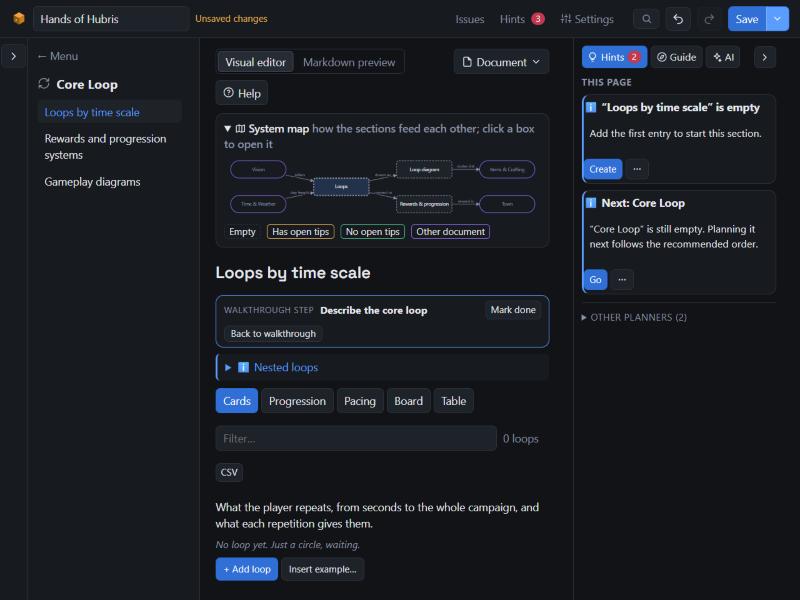 Hands of Hubris
Unsaved changes
Issues
Hints 3
Settings
Save
← Menu
Core Loop
Loops by time scale
Rewards and progression
systems
Gameplay diagrams
Visual editor
Markdown preview
Document
Help
System map how the sections feed each other; click a box
to open it
Vision
Time & Weather
Loops
Loop diagram
Rewards & progression
Items & Crafting
Town
Empty
Has open tips
No open tips
Other document
Loops by time scale
WALKTHROUGH STEP Describe the core loop
Mark done
Back to walkthrough
Nested loops
Cards
Progression
Pacing
Board
Table
Filter...
0 loops
CSV
What the player repeats, from seconds to the whole campaign, and
what each repetition gives them.
No loop yet. Just a circle, waiting.
+ Add loop
Insert example...
Hints 2
Guide
AI
THIS PAGE
“Loops by time scale” is empty
Add the first entry to start this section.
Create
...
Next: Core Loop
“Core Loop” is still empty. Planning it
next follows the recommended order.
Go
...
OTHER PLANNERS (2)